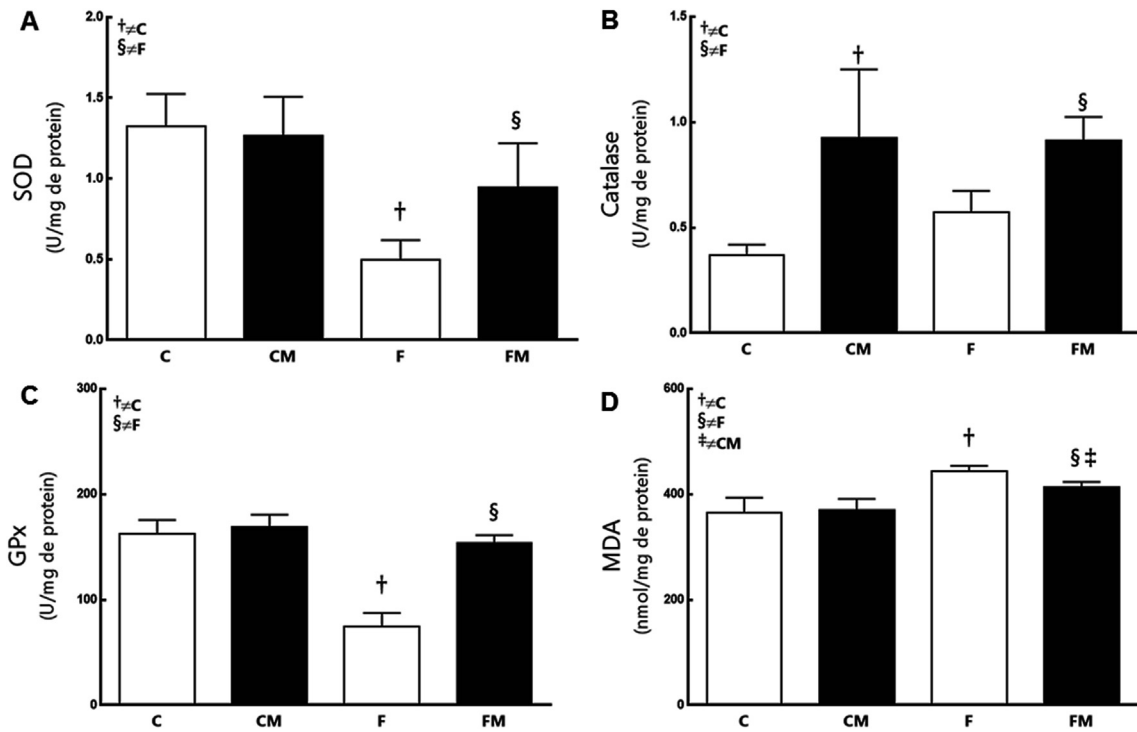 A
†≠C
§≠F
SOD
(U/mg de protein)
2.0
1.5
1.0
0.5
0.0
†
§
C CM F FM
B
†≠C
§≠F
Catalase
(U/mg de protein)
1.5
1.0
0.5
0.0
†
§
C CM F FM
C
†≠C
§≠F
GPx
(U/mg de protein)
300
200
100
0
†
§
C CM F FM
D
†≠C
§≠F
‡≠CM
MDA
(nmol/mg de protein)
600
400
200
0
†
§ ‡
C CM F FM